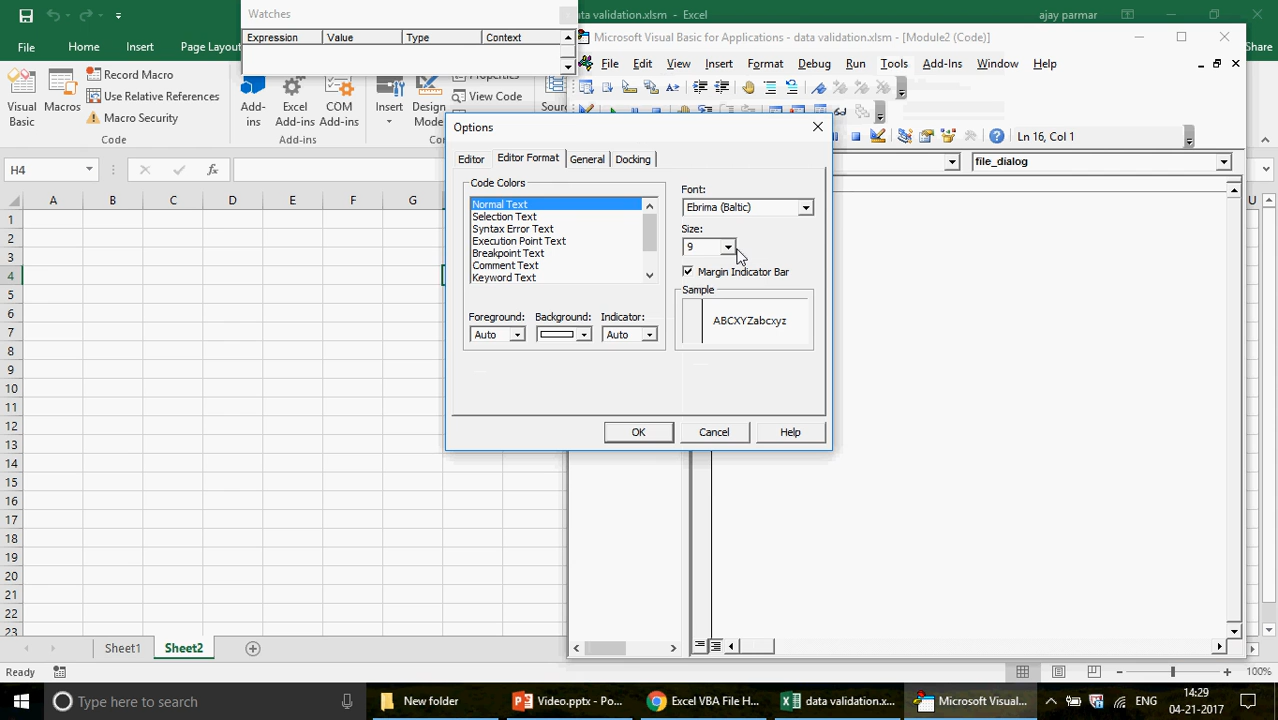 Watches
data validation.xlsm - Excel
ajay parmar
Expression Value Type Context
Microsoft Visual Basic for Applications - data validation.xlsm - [Module2 (Code)]
File Home Insert Page Layout
Share
File Edit View Insert Format Debug Run Tools Add-Ins Window Help
Visual Basic
Macros
Record Macro
Use Relative References
Macro Security
Code
Add-ins
Excel Add-ins
COM Add-ins
Add-ins
Insert
Design Mode
Properties
View Code
Source
Ln 16, Col 1
H4
fx
file_dialog
Options
Editor Editor Format General Docking
Code Colors
Normal Text
Selection Text
Syntax Error Text
Execution Point Text
Breakpoint Text
Comment Text
Keyword Text
Foreground: Background: Indicator:
Auto Auto
Font:
Ebrima (Baltic)
Size:
9
Margin Indicator Bar
Sample
ABCXYZabcxyz
OK Cancel Help
A B C D E F G U
1
2
3
4
5
6
7
8
9
10
11
12
13
14
15
16
17
18
19
20
21
22
23
Sheet1 Sheet2
Ready
100%
Type here to search
New folder
Video.pptx - Po...
Excel VBA File H...
data validation.x...
Microsoft Visual...
ENG
14:29
04-21-2017